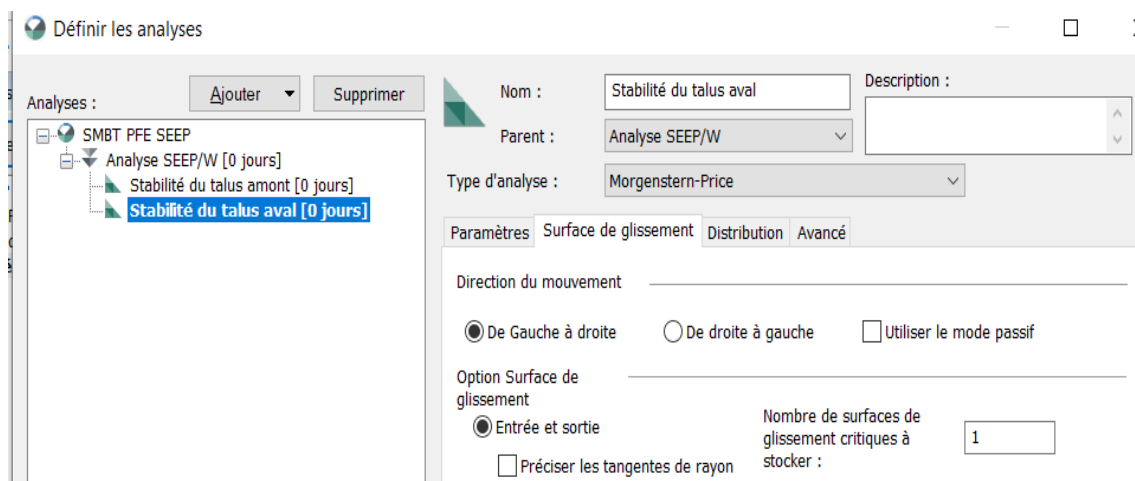 Définir les analyses
Analyses :
Ajouter
Supprimer
SMBT PFE SEEP
Analyse SEEP/W [0 jours]
Stabilité du talus amont [0 jours]
Stabilité du talus aval [0 jours]
Nom :
Stabilité du talus aval
Description :
Parent :
Analyse SEEP/W
Type d'analyse :
Morgenstern-Price
Paramètres Surface de glissement Distribution Avancé
Direction du mouvement
De Gauche à droite
De droite à gauche
Utiliser le mode passif
Option Surface de
glissement
Entrée et sortie
Préciser les tangentes de rayon
Nombre de surfaces de
glissement critiques à
stocker :
1